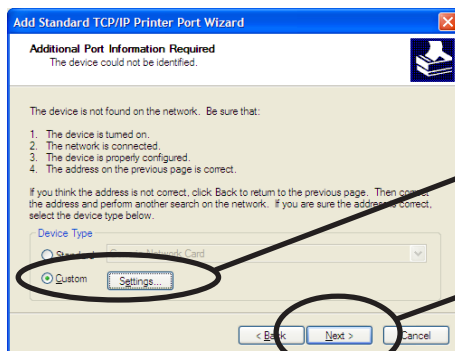 Add Standard TCP/IP Printer Port Wizard
Additional Port Information Required
The device could not be identified.
The device is not found on the network. Be sure that:
1. The device is turned on.
2. The network is connected.
3. The device is properly configured.
4. The address on the previous page is correct.
If you think the address is not correct, click Back to return to the previous page. Then correct
the address and perform another search on the network. If you are sure the address is correct,
select the device type below.
Device Type
Standard Generic Network Card
Custom Settings...
< Back Next > Cancel